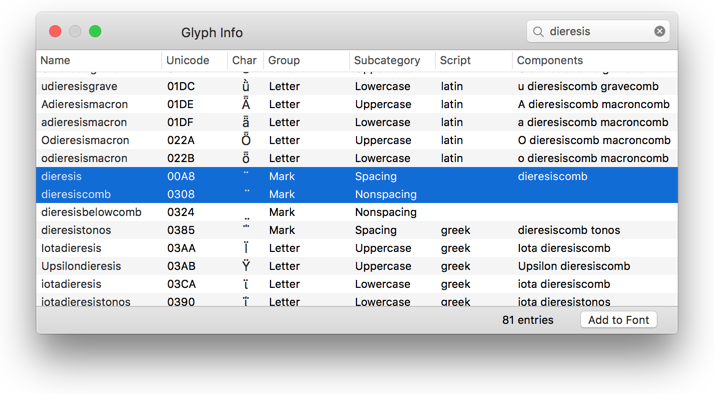 Glyph Info
dieresis
Name Unicode Char Group Subcategory Script Components
udieresisgrave 01DC ǜ Letter Lowercase latin u dieresiscomb gravecomb
Adieresismacron 01DE Ǟ Letter Uppercase latin A dieresiscomb macroncomb
adieresismacron 01DF ǟ Letter Lowercase latin a dieresiscomb macroncomb
Odieresismacron 022A Ȫ Letter Uppercase latin O dieresiscomb macroncomb
odieresismacron 022B ȫ Letter Lowercase latin o dieresiscomb macroncomb
dieresis 00A8 ¨ Mark Spacing dieresiscomb
dieresiscomb 0308 ̈ Mark Nonspacing
dieresisbelowcomb 0324 ̤ Mark Nonspacing
dieresistonos 0385 ΅ Mark Spacing greek dieresiscomb tonos
Iotadieresis 03AA Ϊ Letter Uppercase greek Iota dieresiscomb
Upsilondieresis 03AB Ϋ Letter Uppercase greek Upsilon dieresiscomb
iotadieresis 03CA ϊ Letter Lowercase greek iota dieresiscomb
iotadieresistonos 0390 ΐ Letter Lowercase greek iota dieresistonos
81 entries Add to Font